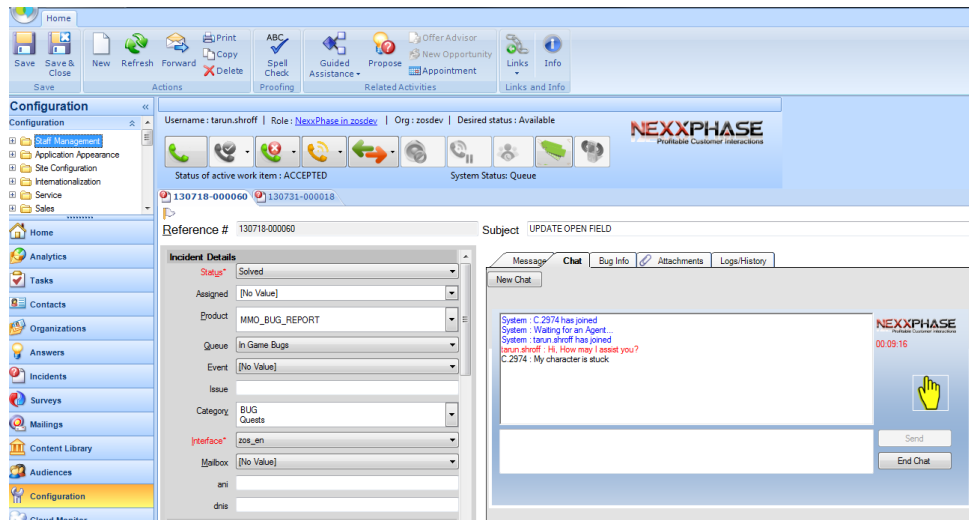 Home
Save
Save & Close
New
Refresh
Forward
Print
Copy
Delete
ABC
Spell Check
Guided Assistance
Propose
Offer Advisor
New Opportunity
Appointment
Links
Info
Save
Actions
Proofing
Related Activities
Links and Info
Configuration
Configuration
Staff Management
Application Appearance
Site Configuration
Internationalization
Service
Sales
Home
Analytics
Tasks
Contacts
Organizations
Answers
Incidents
Surveys
Mailings
Content Library
Audiences
Configuration
Cloud Monitor
Username : tarun.shroff | Role : NexxPhase in zosdev | Org : zosdev | Desired status : Available
NEXXPHASE
Profitable Customer Interactions
Status of active work item : ACCEPTED
System Status: Queue
130718-000060
130731-000018
Reference # 130718-000060
Subject UPDATE OPEN FIELD
Incident Details
Status* Solved
Assigned [No Value]
Product MMO_BUG_REPORT
Queue In Game Bugs
Event [No Value]
Issue
Category BUG
Quests
Interface* zos_en
Mailbox [No Value]
ani
dnis
Message
Chat
Bug Info
Attachments
Logs/History
New Chat
System : C.2974 has joined
System : Waiting for an Agent...
System : tarun.shroff has joined
tarun.shroff : Hi, How may I assist you?
C.2974 : My character is stuck
NEXXPHASE
Profitable Customer Interactions
00:09:16
Send
End Chat